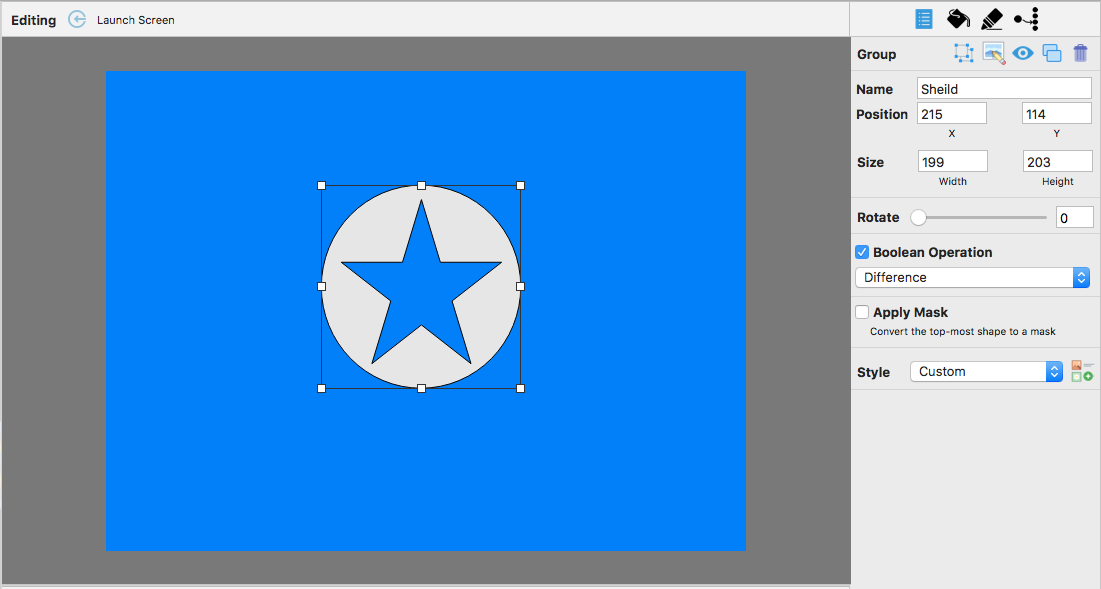 Editing Launch Screen
Group
Name Sheild
Position 215 114
X Y
Size 199 203
Width Height
Rotate 0
Boolean Operation
Difference
Apply Mask
Convert the top-most shape to a mask
Style Custom